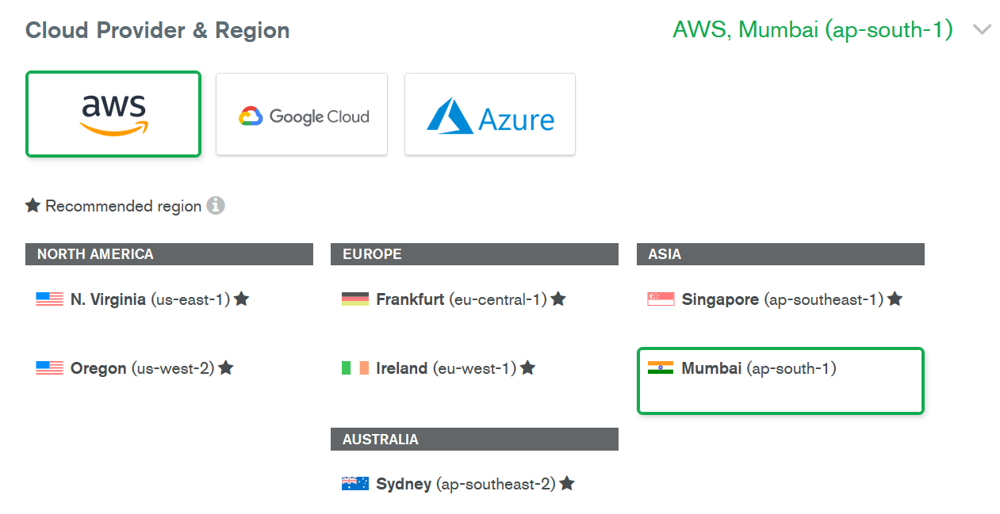 Cloud Provider & Region
AWS, Mumbai (ap-south-1)
aws
Google Cloud
Azure
Recommended region
NORTH AMERICA
N. Virginia (us-east-1)
Oregon (us-west-2)
EUROPE
Frankfurt (eu-central-1)
Ireland (eu-west-1)
AUSTRALIA
Sydney (ap-southeast-2)
ASIA
Singapore (ap-southeast-1)
Mumbai (ap-south-1)